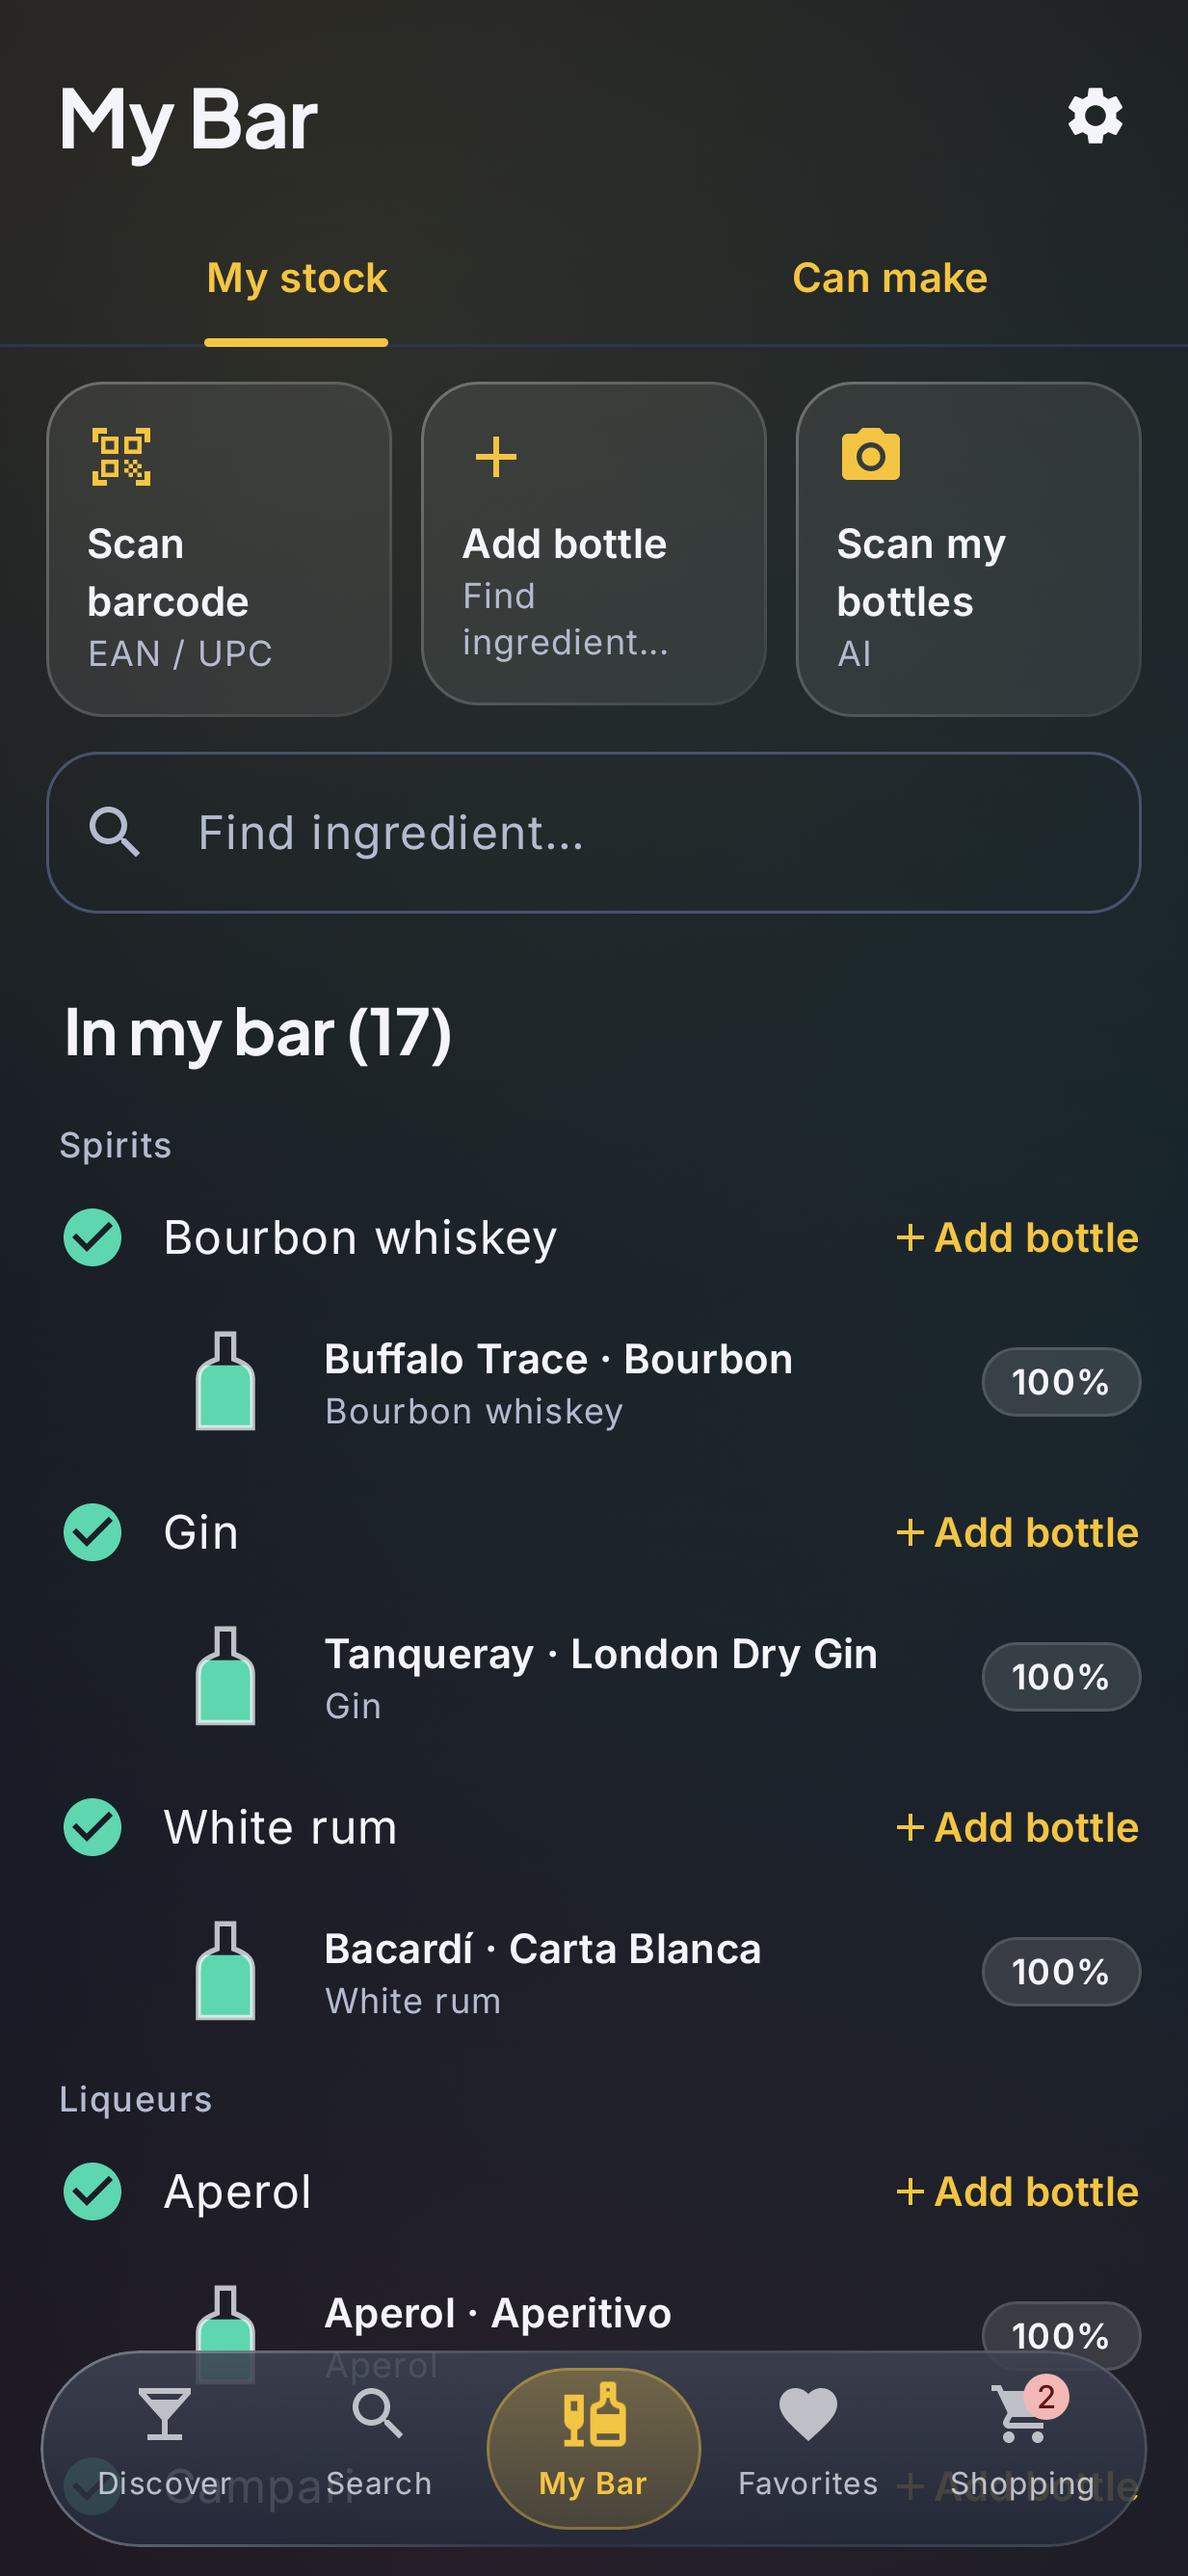 My Bar
My stock
Can make
Scan
barcode
EAN / UPC
Add bottle
Find
ingredient...
Scan my
bottles
AI
Find ingredient...
In my bar (17)
Spirits
Bourbon whiskey
+ Add bottle
Buffalo Trace · Bourbon
Bourbon whiskey
100%
Gin
+ Add bottle
Tanqueray · London Dry Gin
Gin
100%
White rum
+ Add bottle
Bacardí · Carta Blanca
White rum
100%
Liqueurs
Aperol
+ Add bottle
Aperol · Aperitivo
Aperol
100%
Campari
+ Add bottle
Discover
Search
My Bar
Favorites
2
Shopping